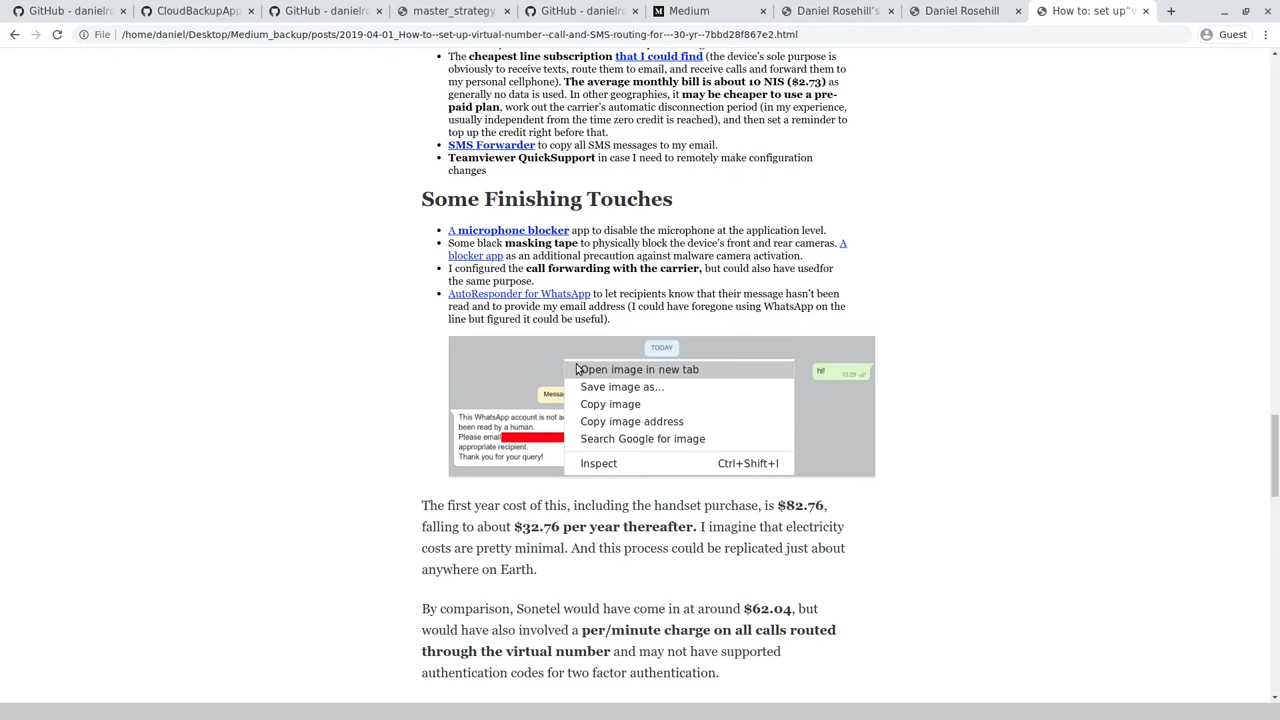 GitHub - danielro
CloudBackupApp
GitHub - danielro
master_strategy_
GitHub - danielro
Medium
Daniel Rosehill's
Daniel Rosehill
How to: set up"v
File
/home/daniel/Desktop/Medium_backup/posts/2019-04-01_How-to--set-up-virtual-number--call-and-SMS-routing-for---30-yr--7bbd28f867e2.html
Guest
• The cheapest line subscription that I could find (the device's sole purpose is
obviously to receive texts, route them to email, and receive calls and forward them to
my personal cellphone). The average monthly bill is about 10 NIS ($2.73) as
generally no data is used. In other geographies, it may be cheaper to use a pre-
paid plan, work out the carrier's automatic disconnection period (in my experience,
usually independent from the time zero credit is reached), and then set a reminder to
top up the credit right before that.
• SMS Forwarder to copy all SMS messages to my email.
• Teamviewer QuickSupport in case I need to remotely make configuration
changes
Some Finishing Touches
• A microphone blocker app to disable the microphone at the application level.
• Some black masking tape to physically block the device's front and rear cameras. A
blocker app as an additional precaution against malware camera activation.
• I configured the call forwarding with the carrier, but could also have usedfor
the same purpose.
• AutoResponder for WhatsApp to let recipients know that their message hasn't been
read and to provide my email address (I could have foregone using WhatsApp on the
line but figured it could be useful).
TODAY
hi!
13:29
Messa
This WhatsApp account is not ac
been read by a human.
Please email
appropriate recipient.
Thank you for your query!
Open image in new tab
Save image as...
Copy image
Copy image address
Search Google for image
Inspect Ctrl+Shift+I
The first year cost of this, including the handset purchase, is $82.76,
falling to about $32.76 per year thereafter. I imagine that electricity
costs are pretty minimal. And this process could be replicated just about
anywhere on Earth.
By comparison, Sonetel would have come in at around $62.04, but
would have also involved a per/minute charge on all calls routed
through the virtual number and may not have supported
authentication codes for two factor authentication.